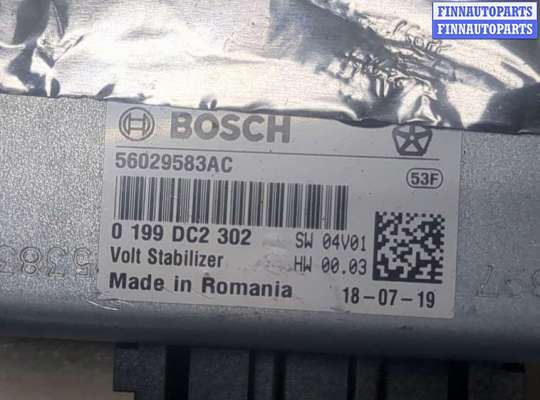 FINNAUTOPARTS
FINNAUTOPARTS
BOSCH
56029583AC
53F
0 199 DC2 302
SW 04V01
Volt Stabilizer
HW 00.03
Made in Romania
18-07-19